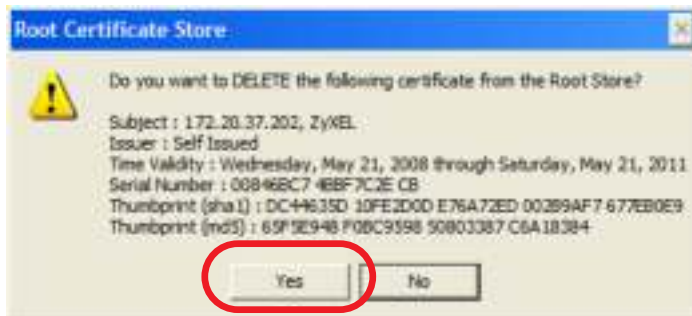 Root Certificate Store
Do you want to DELETE the following certificate from the Root Store?
Subject : 172.20.37.202, ZyXEL
Issuer : Self Issued
Time Validity : Wednesday, May 21, 2008 through Saturday, May 21, 2011
Serial Number : 00846BC7 4BBF7C2E CB
Thumbprint (sha1) : DC44635D 10FE2D0D E76A72ED 002B9AF7 677EB0E9
Thumbprint (md5) : 65F5E948 F0BC9598 50803387 C6A18384
Yes
No